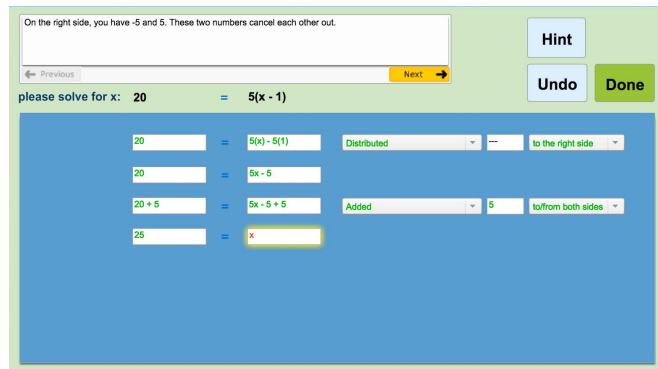 On the right side, you have -5 and 5. These two numbers cancel each other out.
Hint
Previous Next
Undo Done
please solve for x: 20 = 5(x - 1)
20 = 5(x) - 5(1) Distributed --- to the right side
20 = 5x - 5
20 + 5 = 5x - 5 + 5 Added 5 to/from both sides
25 = x